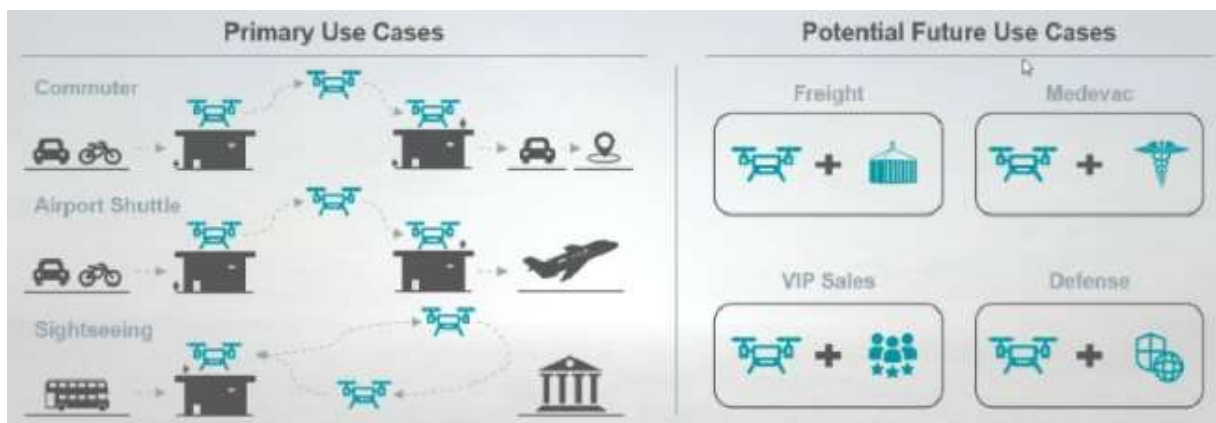 Primary Use Cases
Commuter
Airport Shuttle
Sightseeing
Potential Future Use Cases
Freight
Medevac
VIP Sales
Defense